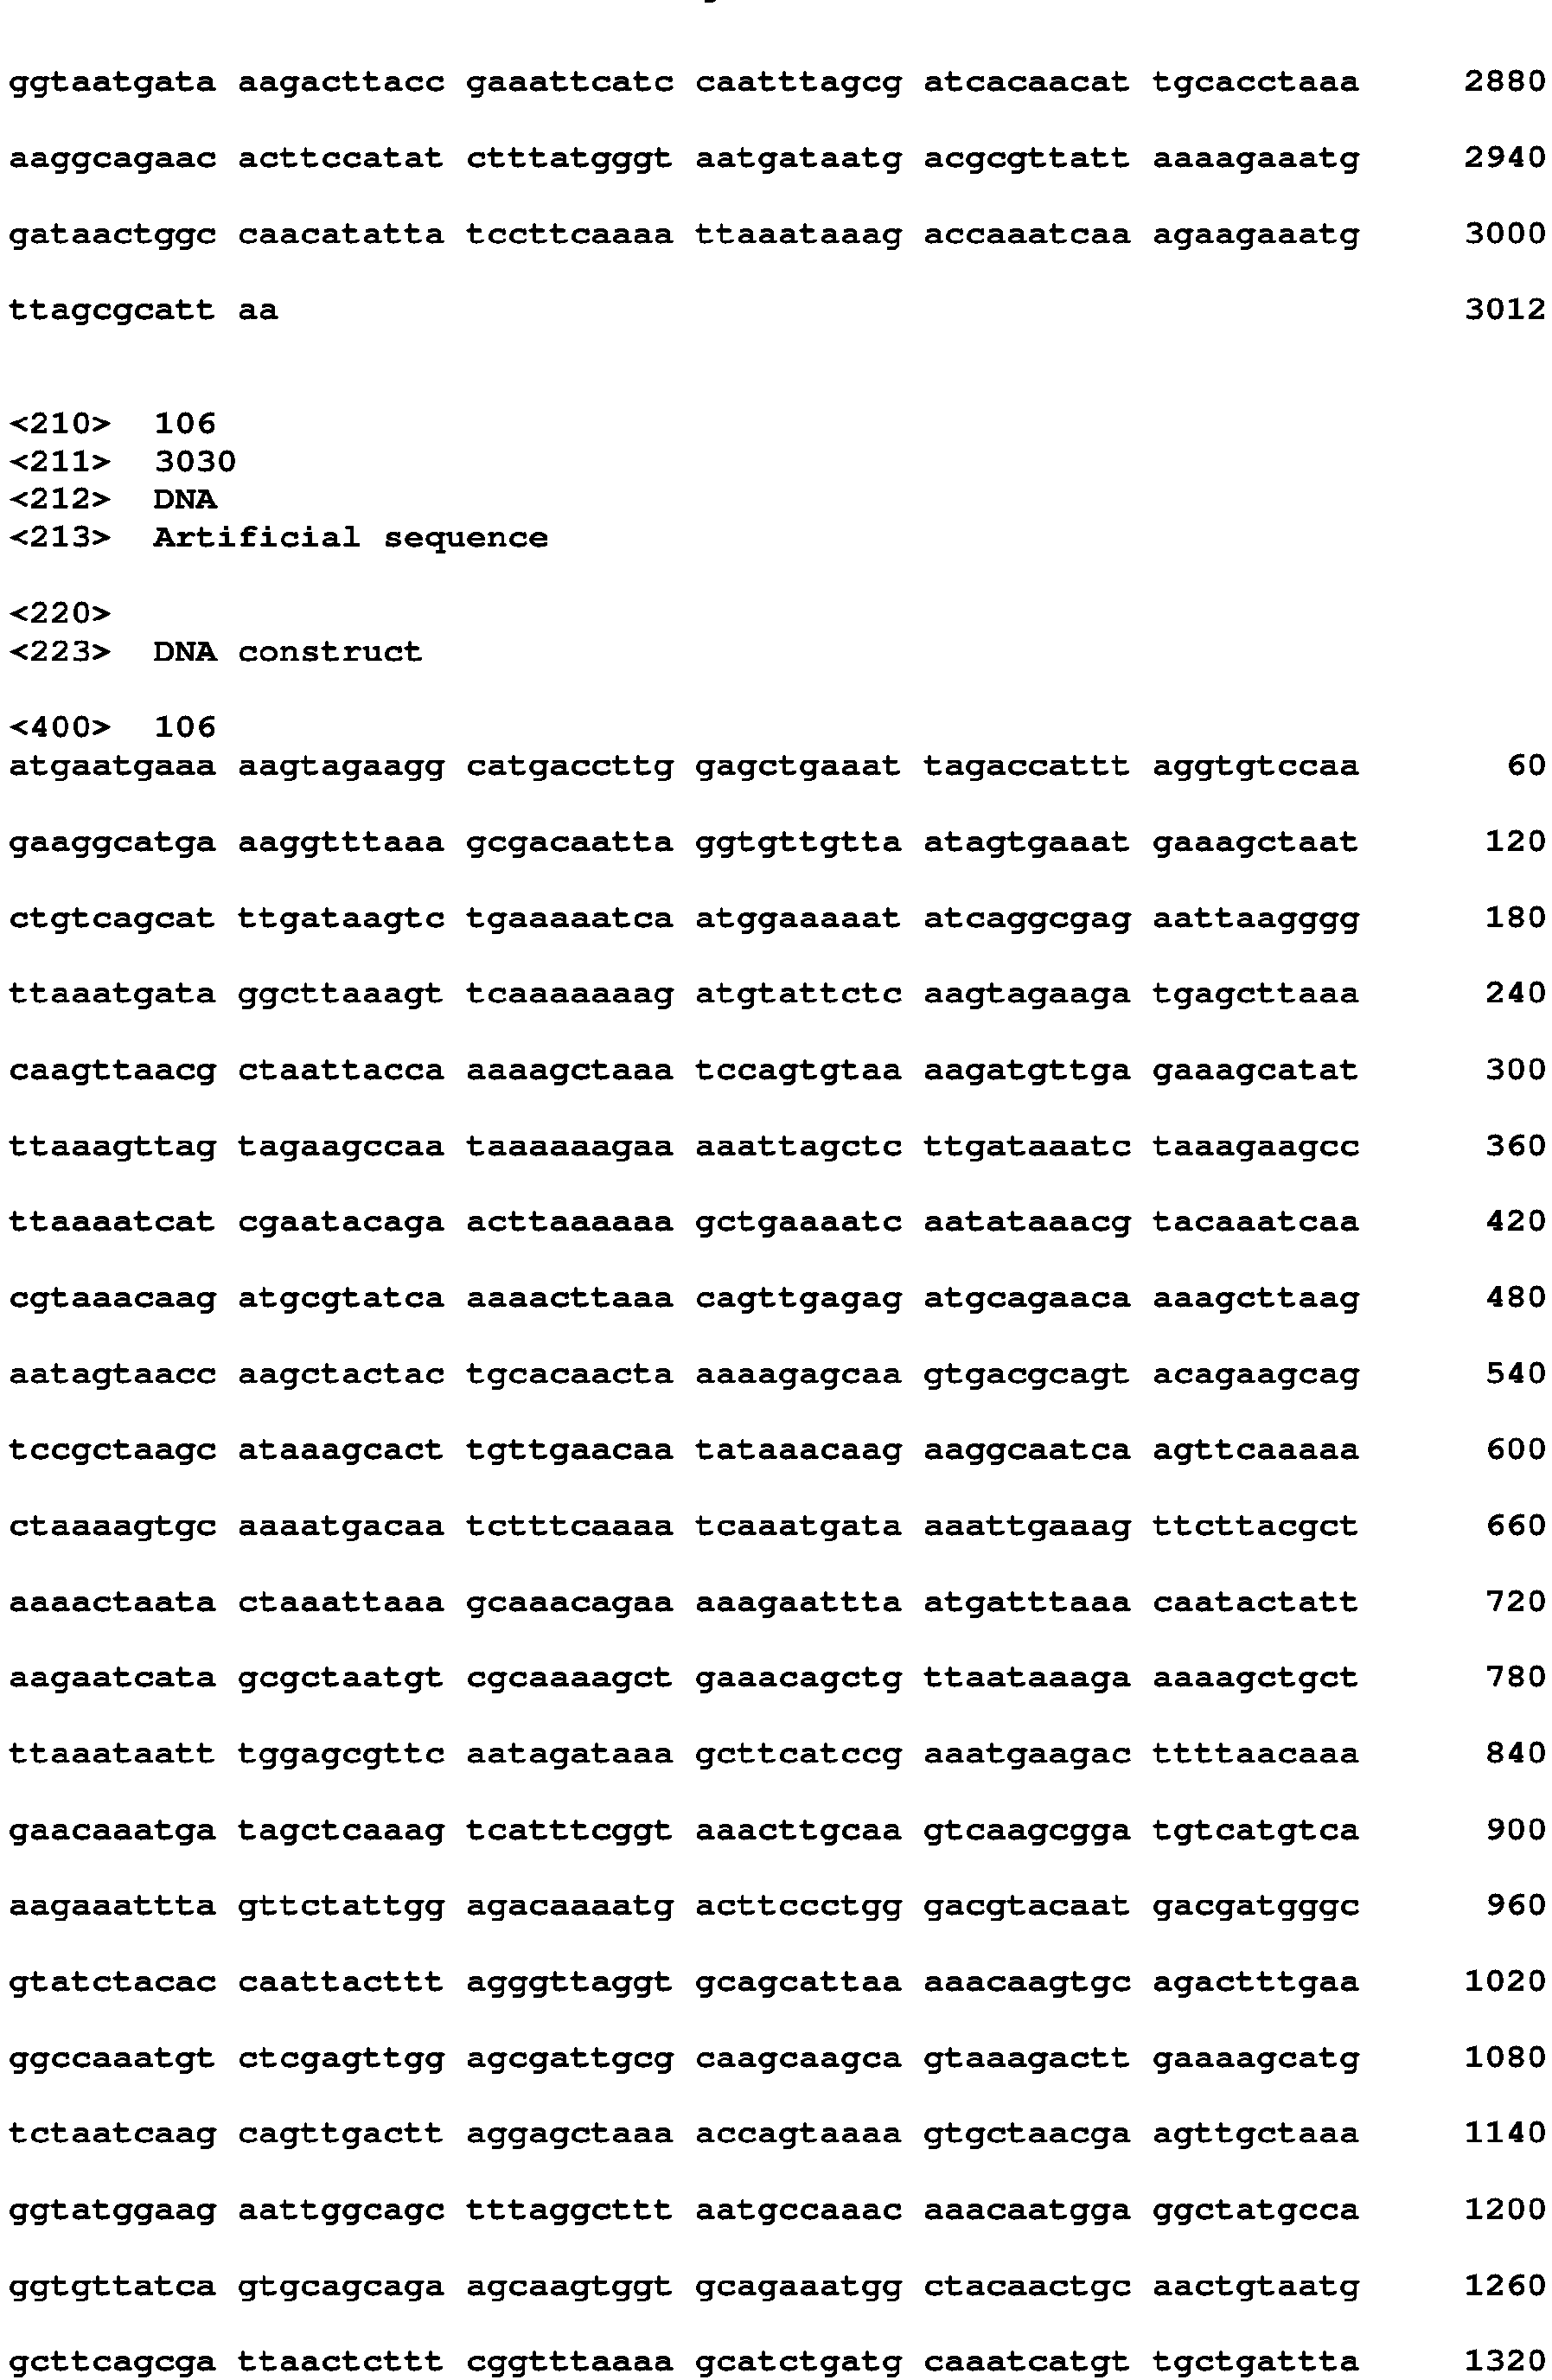 ggtaatgata aagacttacc gaaattcatc caatttagcg atcacaacat tgcacctaaa 2880
aaggcagaac acttccatat ctttatgggt aatgataatg acgcgttatt aaaagaaatg 2940
gataactggc caacatatta tccttcaaaa ttaaataaag accaaatcaa agaagaaatg 3000
ttagcgcatt aa 3012
<210> 106
<211> 3030
<212> DNA
<213> Artificial sequence
<220>
<223> DNA construct
<400> 106
atgaatgaaa aagtagaagg catgaccttg gagctgaaat tagaccattt aggtgtccaa 60
gaaggcatga aaggtttaaa gcgacaatta ggtgttgtta atagtgaaat gaaagctaat 120
ctgtcagcat ttgataagtc tgaaaaatca atggaaaaat atcaggcgag aattaagggg 180
ttaaatgata ggcttaaagt tcaaaaaaag atgtattctc aagtagaaga tgagcttaaa 240
caagttaacg ctaattacca aaaagctaaa tccagtgtaa aagatgttga gaaagcatat 300
ttaaagttag tagaagccaa taaaaaagaa aaattagctc ttgataaatc taaagaagcc 360
ttaaaatcat cgaatacaga acttaaaaaa gctgaaaatc aatataaacg tacaaatcaa 420
cgtaaacaag atgcgtatca aaaacttaaa cagttgagag atgcagaaca aaagcttaag 480
aatagtaacc aagctactac tgcacaacta aaaagagcaa gtgacgcagt acagaagcag 540
tccgctaagc ataaagcact tgttgaacaa tataaacaag aaggcaatca agttcaaaaa 600
ctaaaagtgc aaaatgacaa tctttcaaaa tcaaatgata aaattgaaag ttcttacgct 660
aaaactaata ctaaattaaa gcaaacagaa aaagaattta atgatttaaa caatactatt 720
aagaatcata gcgctaatgt cgcaaaagct gaaacagctg ttaataaaga aaaagctgct 780
ttaaataatt tggagcgttc aatagataaa gcttcatccg aaatgaagac ttttaacaaa 840
gaacaaatga tagctcaaag tcatttcggt aaacttgcaa gtcaagcgga tgtcatgtca 900
aagaaattta gttctattgg agacaaaatg acttccctgg gacgtacaat gacgatgggc 960
gtatctacac caattacttt agggttaggt gcagcattaa aaacaagtgc agactttgaa 1020
ggccaaatgt ctcgagttgg agcgattgcg caagcaagca gtaaagactt gaaaagcatg 1080
tctaatcaag cagttgactt aggagctaaa accagtaaaa gtgctaacga agttgctaaa 1140
ggtatggaag aattggcagc tttaggcttt aatgccaaac aaacaatgga ggctatgcca 1200
ggtgttatca gtgcagcaga agcaagtggt gcagaaatgg ctacaactgc aactgtaatg 1260
gcttcagcga ttaactcttt cggtttaaaa gcatctgatg caaatcatgt tgctgattta 1320